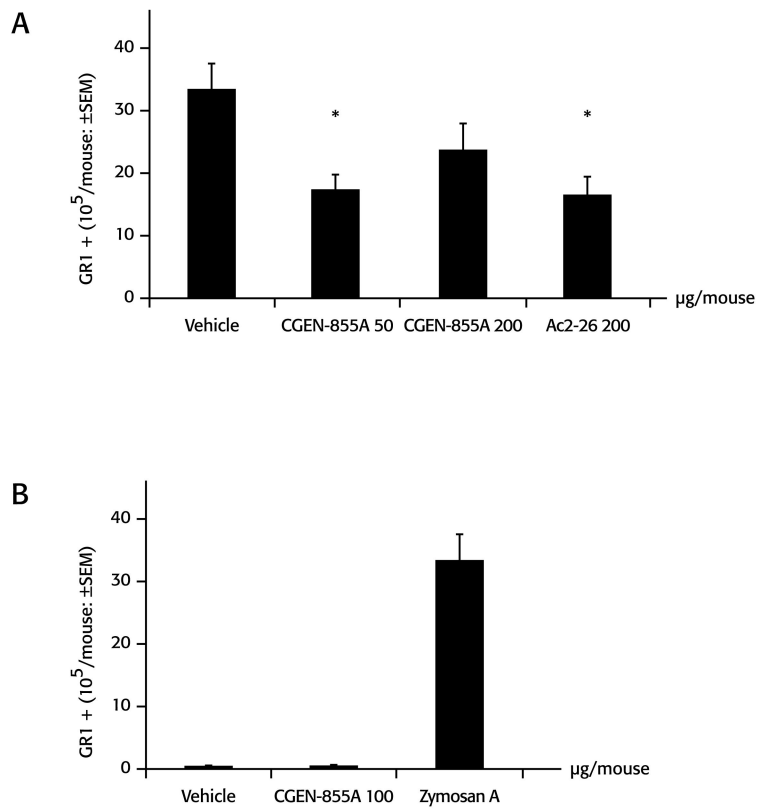 A
GR1 + (10⁵/mouse: ±SEM)
40
30
20
10
0
*
*
µg/mouse
Vehicle
CGEN-855A 50
CGEN-855A 200
Ac2-26 200
B
GR1 + (10⁵/mouse: ±SEM)
40
30
20
10
0
µg/mouse
Vehicle
CGEN-855A 100
Zymosan A